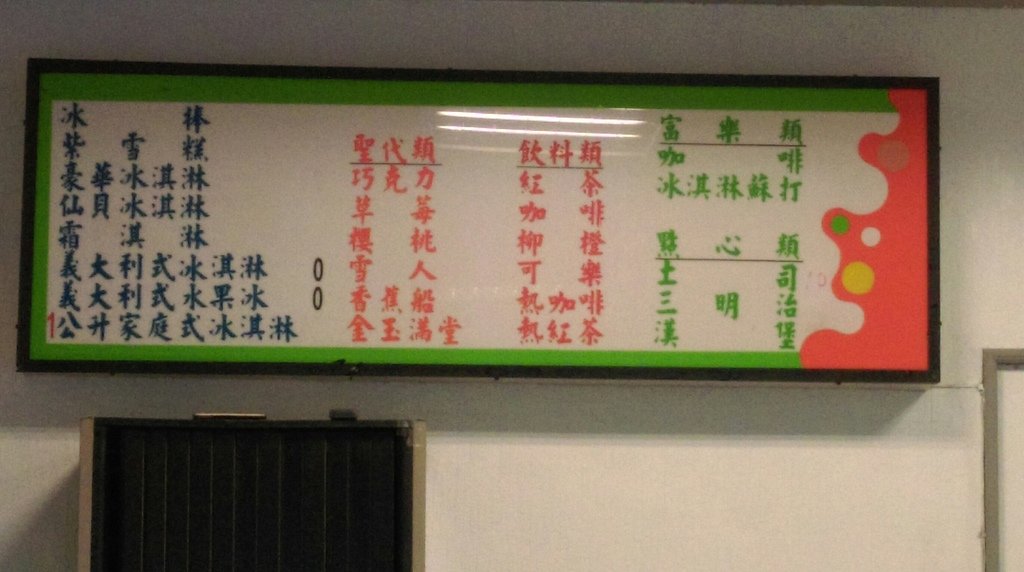 冰棒
紫雪糕
豪華冰淇淋
仙貝冰淇淋
霜淇淋
義大利式冰淇淋 0
義大利式水果冰 0
1公升家庭式冰淇淋
聖代類
巧克力
草莓
櫻桃
雪人
香蕉船
金玉滿堂
飲料類
紅茶
咖啡
柳橙
可樂
熱咖啡
熱紅茶
富樂類
咖啡
冰淇淋蘇打
點心類
土司
三明治
漢堡